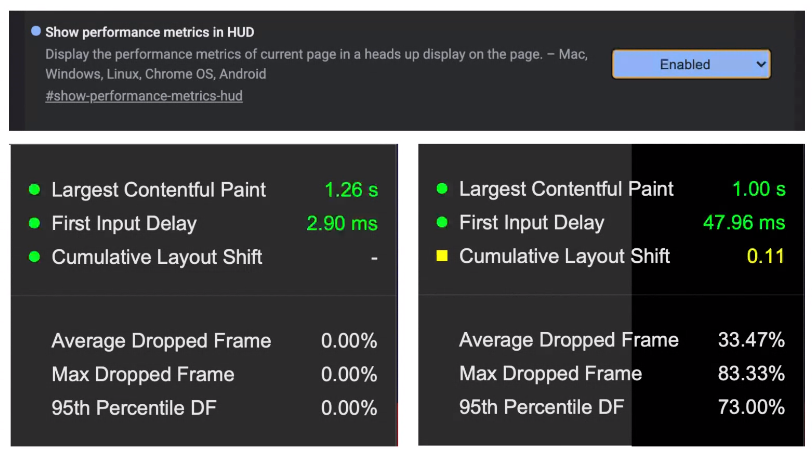 Show performance metrics in HUD
Display the performance metrics of current page in a heads up display on the page. – Mac,
Windows, Linux, Chrome OS, Android
#show-performance-metrics-hud
Enabled
Largest Contentful Paint 1.26 s
First Input Delay 2.90 ms
Cumulative Layout Shift -
Average Dropped Frame 0.00%
Max Dropped Frame 0.00%
95th Percentile DF 0.00%
Largest Contentful Paint 1.00 s
First Input Delay 47.96 ms
Cumulative Layout Shift 0.11
Average Dropped Frame 33.47%
Max Dropped Frame 83.33%
95th Percentile DF 73.00%